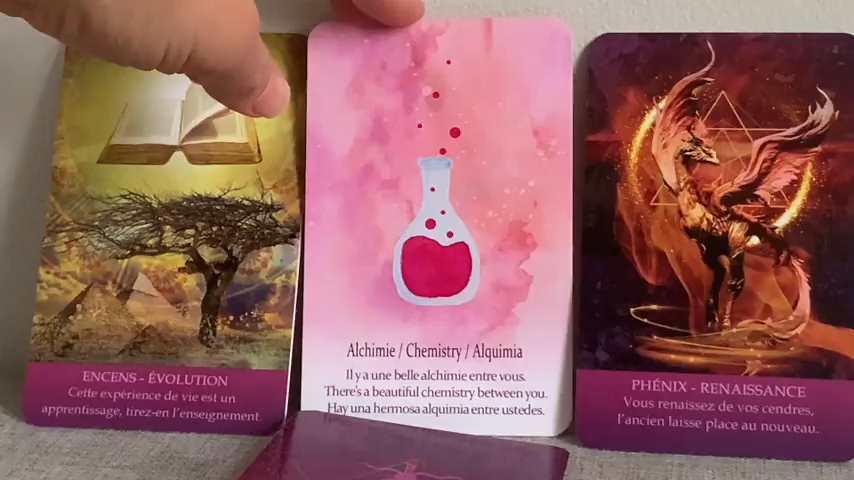 ENCENS - ÉVOLUTION
Cette expérience de vie est un
apprentissage, tirez-en l'enseignement.
Alchimie / Chemistry / Alquimia
Il y a une belle alchimie entre vous.
There's a beautiful chemistry between you.
Hay una hermosa alquimia entre ustedes.
PHÉNIX - RENAISSANCE
Vous renaissez de vos cendres,
l'ancien laisse place au nouveau.